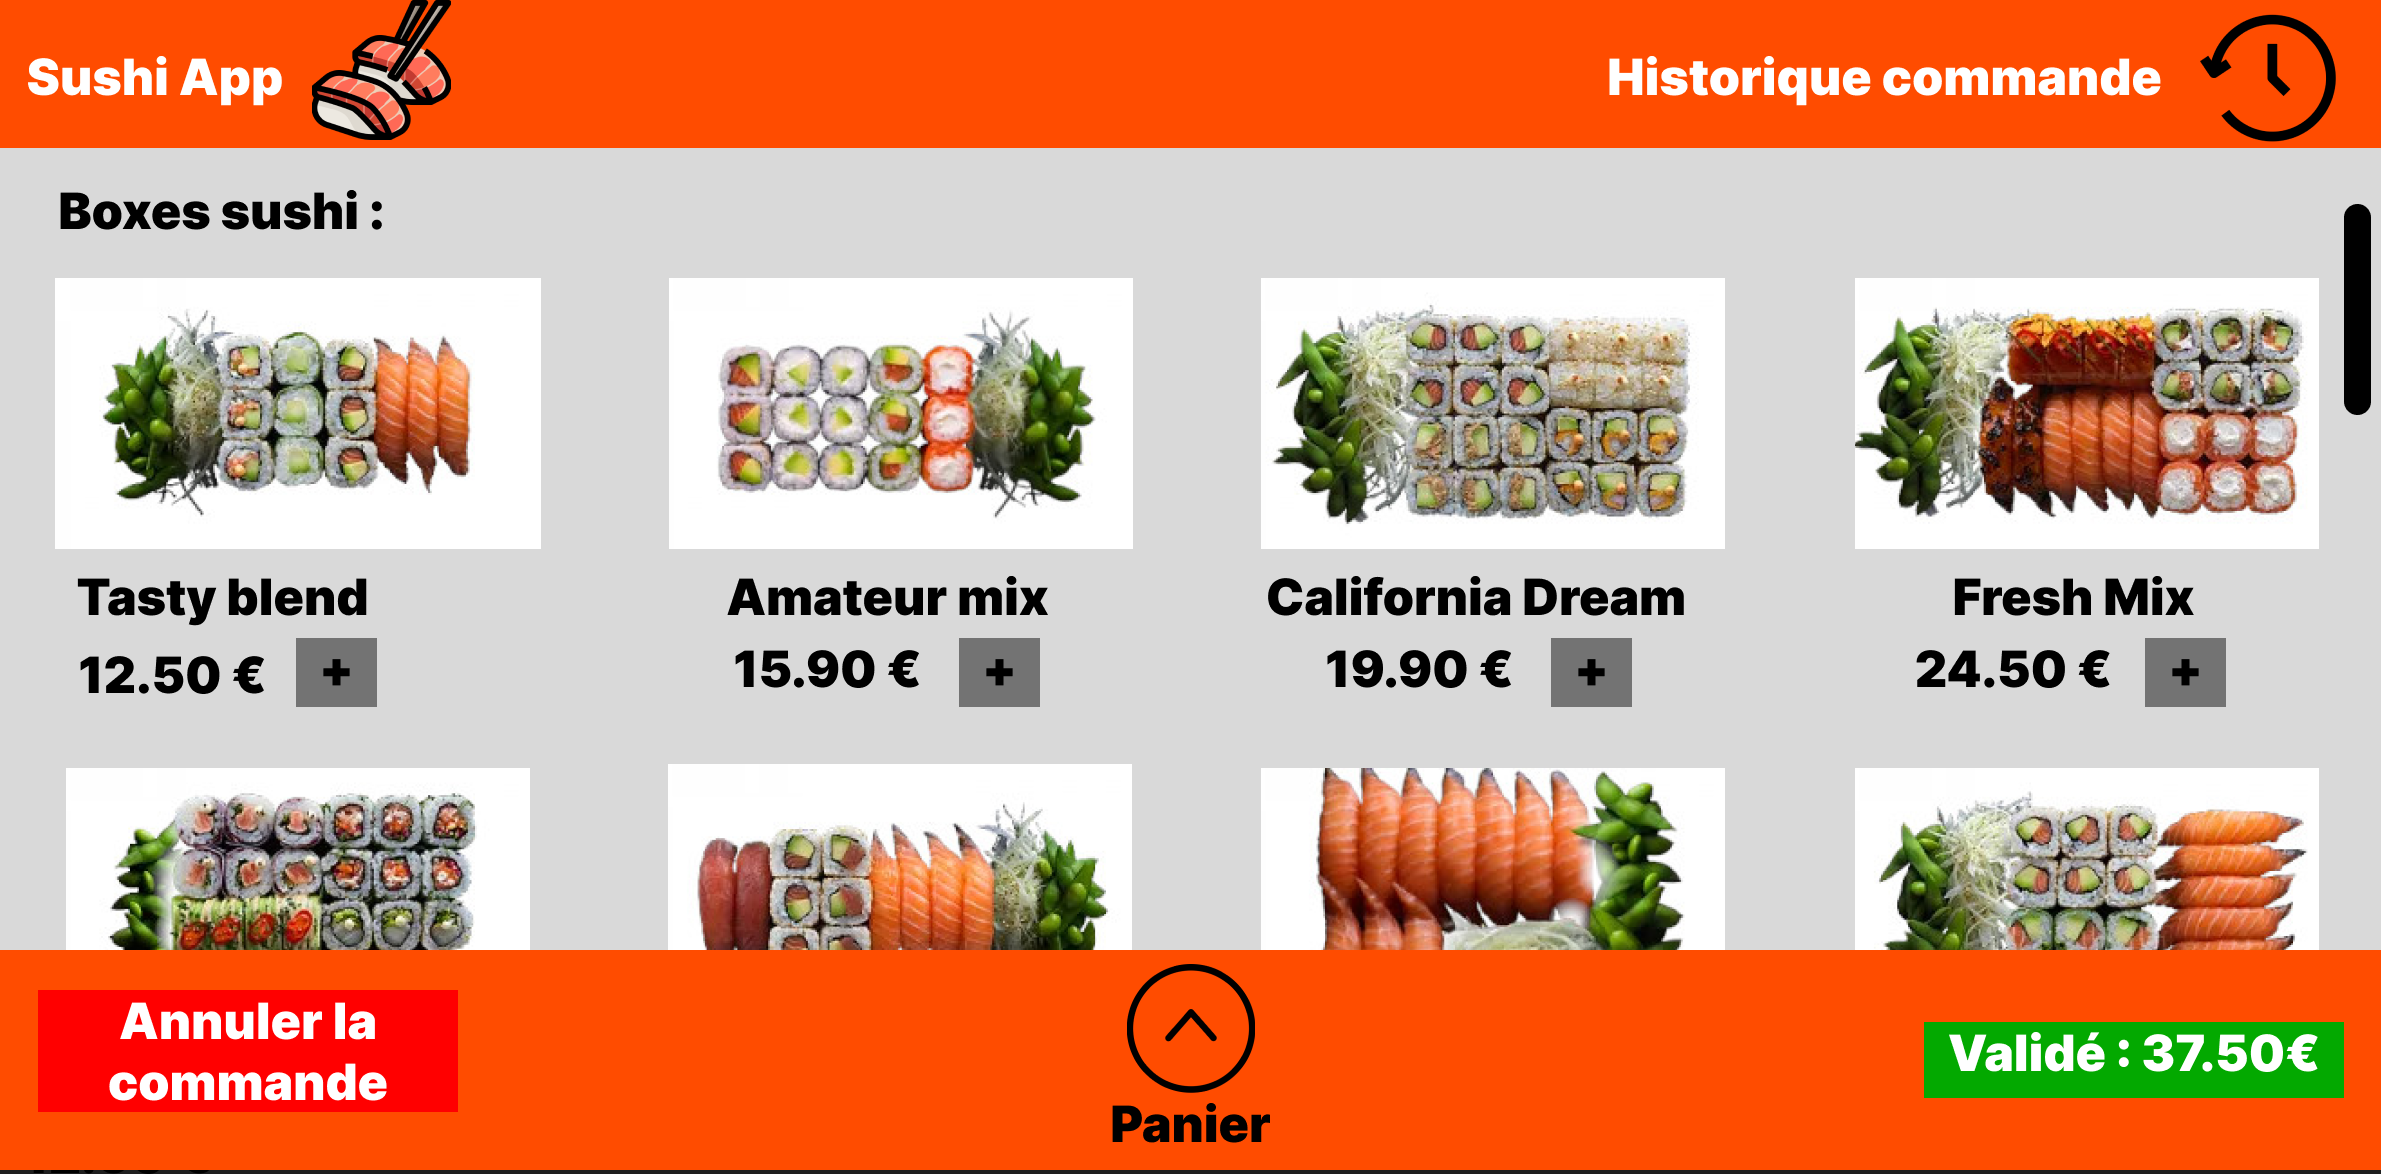 Sushi App
Historique commande
Boxes sushi :
Tasty blend
Amateur mix
California Dream
Fresh Mix
12.50 €
+
15.90 €
+
19.90 €
+
24.50 €
+
Annuler la
commande
Panier
Validé : 37.50€